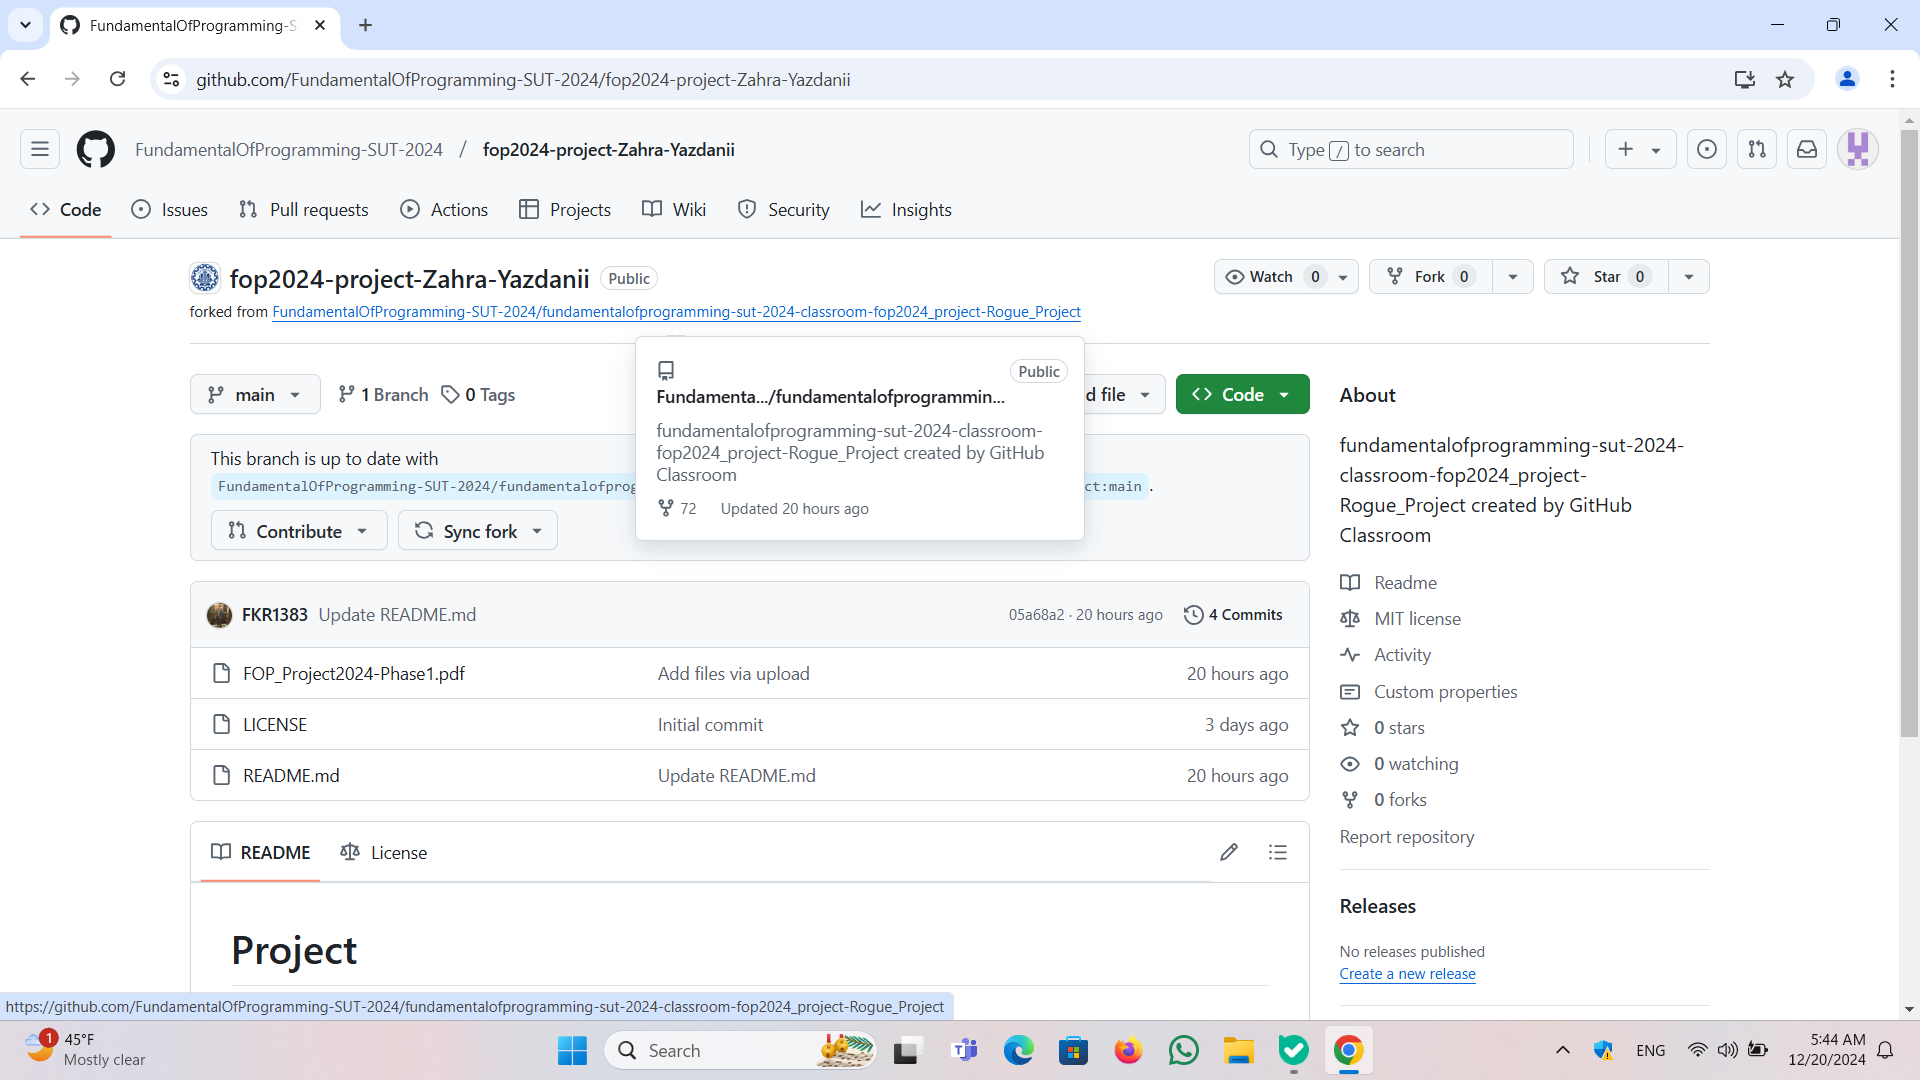 FundamentalOfProgramming-S
github.com/FundamentalOfProgramming-SUT-2024/fop2024-project-Zahra-Yazdanii
FundamentalOfProgramming-SUT-2024 / fop2024-project-Zahra-Yazdanii
Type / to search
Code Issues Pull requests Actions Projects Wiki Security Insights
fop2024-project-Zahra-Yazdanii Public
Watch 0 Fork 0 Star 0
forked from FundamentalOfProgramming-SUT-2024/fundamentalofprogramming-sut-2024-classroom-fop2024_project-Rogue_Project
Public
Fundamenta.../fundamentalofprogrammin...
fundamentalofprogramming-sut-2024-classroom-
fop2024_project-Rogue_Project created by GitHub
Classroom
72 Updated 20 hours ago
main 1 Branch 0 Tags
d file Code
This branch is up to date with
FundamentalOfProgramming-SUT-2024/fundamentalofprog
ct:main .
Contribute Sync fork
FKR1383 Update README.md 05a68a2 · 20 hours ago 4 Commits
FOP_Project2024-Phase1.pdf Add files via upload 20 hours ago
LICENSE Initial commit 3 days ago
README.md Update README.md 20 hours ago
README License
Project
About
fundamentalofprogramming-sut-2024-
classroom-fop2024_project-
Rogue_Project created by GitHub
Classroom
Readme
MIT license
Activity
Custom properties
0 stars
0 watching
0 forks
Report repository
Releases
No releases published
Create a new release
https://github.com/FundamentalOfProgramming-SUT-2024/fundamentalofprogramming-sut-2024-classroom-fop2024_project-Rogue_Project
1
45°F
Mostly clear
Search
ENG
5:44 AM
12/20/2024